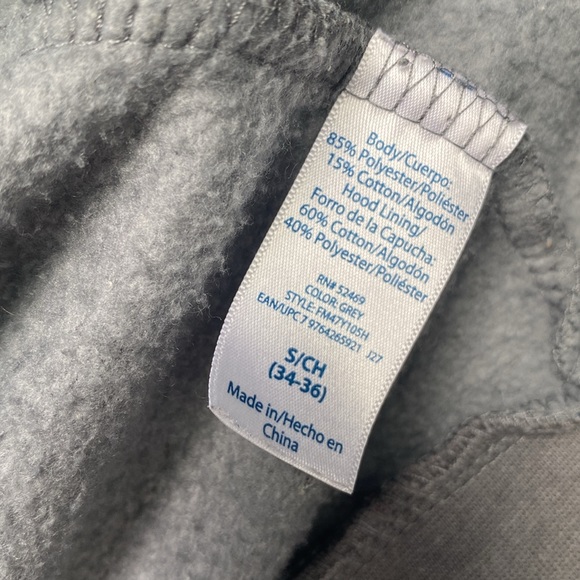 Body/Cuerpo:
85% Polyester/Poliéster
15% Cotton/Algodón
Hood Lining/
Forro de la Capucha:
60% Cotton/Algodón
40% Polyester/Poliéster
RN# 52469
COLOR: GREY
STYLE: FM47Y105H
EAN/UPC 7 9764265921 J27
S/CH
(34-36)
Made in/Hecho en
China